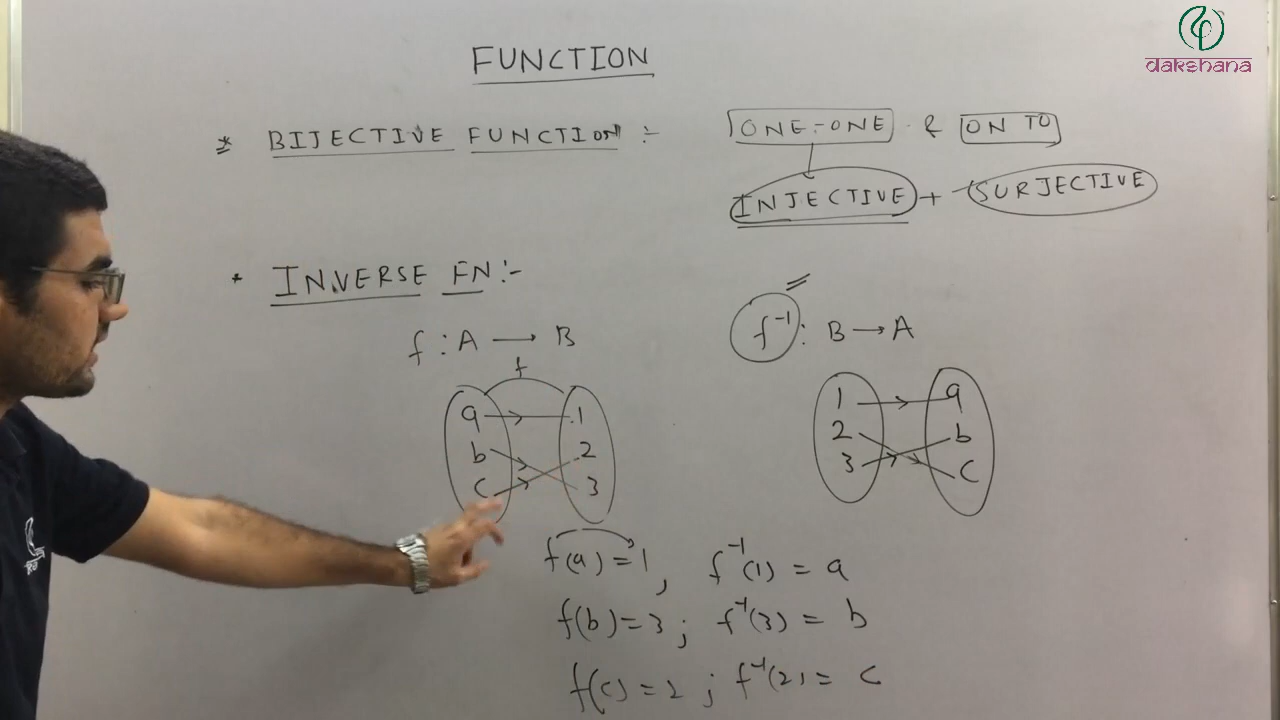 dakshana
FUNCTION
* BIJECTIVE FUNCTION :- ONE-ONE & ON TO
INJECTIVE + SURJECTIVE
* INVERSE FN :-
f : A → B
f⁻¹ : B → A
f
a 1
b 2
c 3
1 a
2 b
3 c
f(a) = 1, f⁻¹(1) = a
f(b) = 3 ; f⁻¹(3) = b
f(c) = 2 ; f⁻¹(2) = c